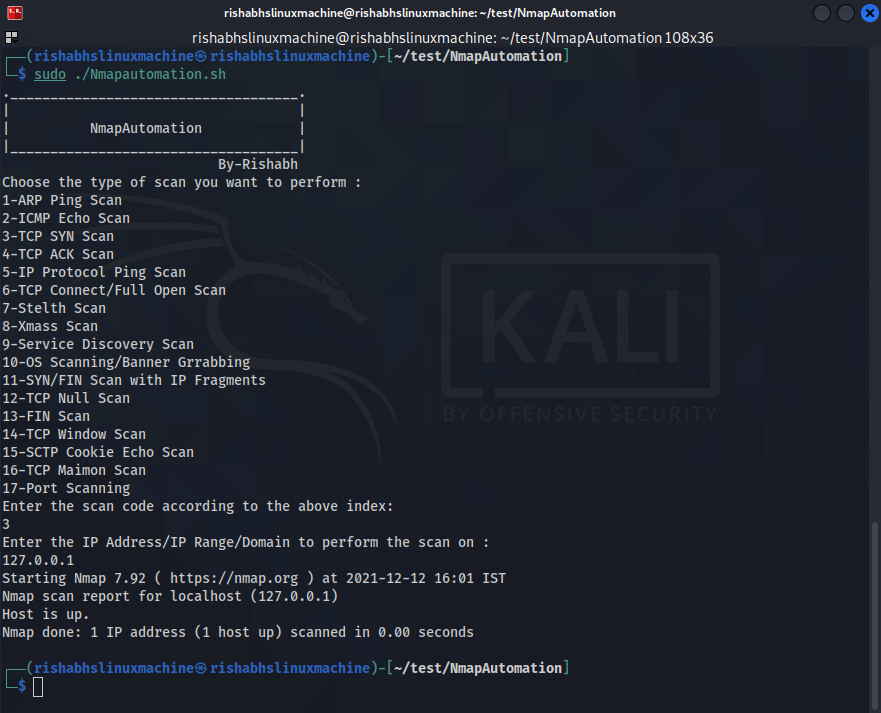 rishabhslinuxmachine@rishabhslinuxmachine: ~/test/NmapAutomation
rishabhslinuxmachine@rishabhslinuxmachine: ~/test/NmapAutomation 108x36
┌──(rishabhslinuxmachine㉿rishabhslinuxmachine)-[~/test/NmapAutomation]
└─$ sudo ./Nmapautomation.sh
.____________________________________.
|                                    |
|          NmapAutomation            |
|____________________________________|
                           By-Rishabh
Choose the type of scan you want to perform :
1-ARP Ping Scan
2-ICMP Echo Scan
3-TCP SYN Scan
4-TCP ACK Scan
5-IP Protocol Ping Scan
6-TCP Connect/Full Open Scan
7-Stelth Scan
8-Xmass Scan
9-Service Discovery Scan
10-OS Scanning/Banner Grrabbing
11-SYN/FIN Scan with IP Fragments
12-TCP Null Scan
13-FIN Scan
14-TCP Window Scan
15-SCTP Cookie Echo Scan
16-TCP Maimon Scan
17-Port Scanning
Enter the scan code according to the above index:
3
Enter the IP Address/IP Range/Domain to perform the scan on :
127.0.0.1
Starting Nmap 7.92 ( https://nmap.org ) at 2021-12-12 16:01 IST
Nmap scan report for localhost (127.0.0.1)
Host is up.
Nmap done: 1 IP address (1 host up) scanned in 0.00 seconds
┌──(rishabhslinuxmachine㉿rishabhslinuxmachine)-[~/test/NmapAutomation]
└─$
KALI
BY OFFENSIVE SECURITY